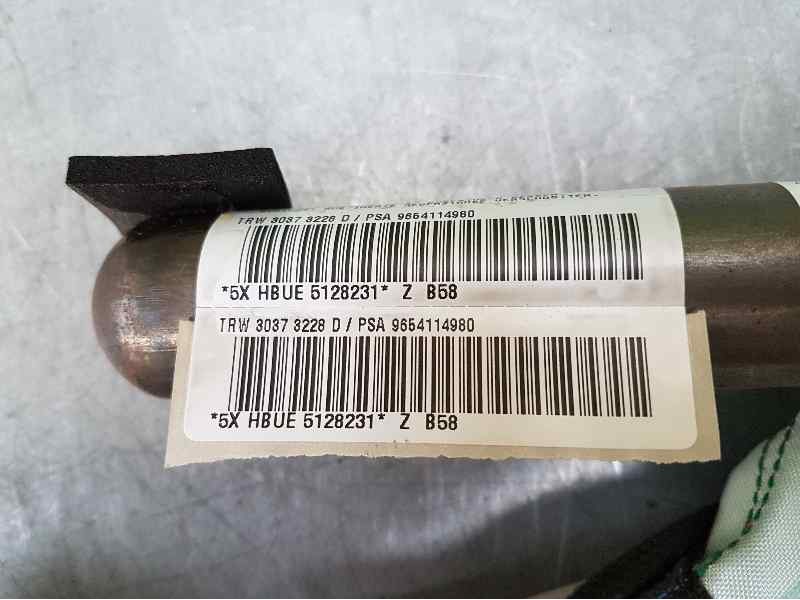 TRW 3037 3228 D / PSA 9654114980
*5X HBUE 5128231* Z B58
TRW 3037 3228 D / PSA 9654114980
*5X HBUE 5128231* Z B58